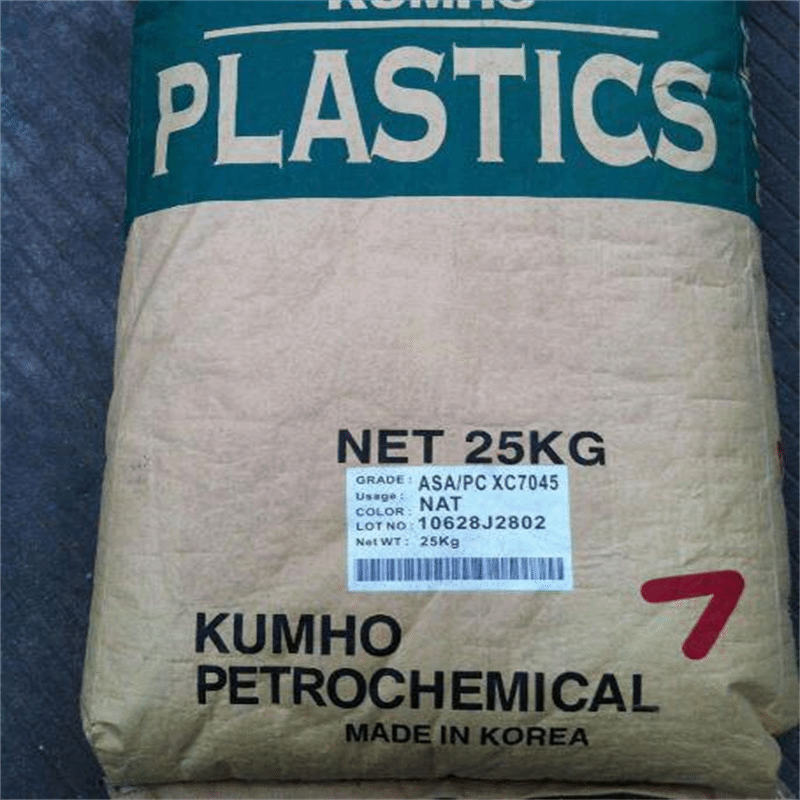 KUMHO
PLASTICS
NET 25KG
GRADE : ASA/PC XC7045
Usage :
COLOR : NAT
LOT NO : 10628J2802
Net WT : 25Kg
KUMHO
PETROCHEMICAL
MADE IN KOREA